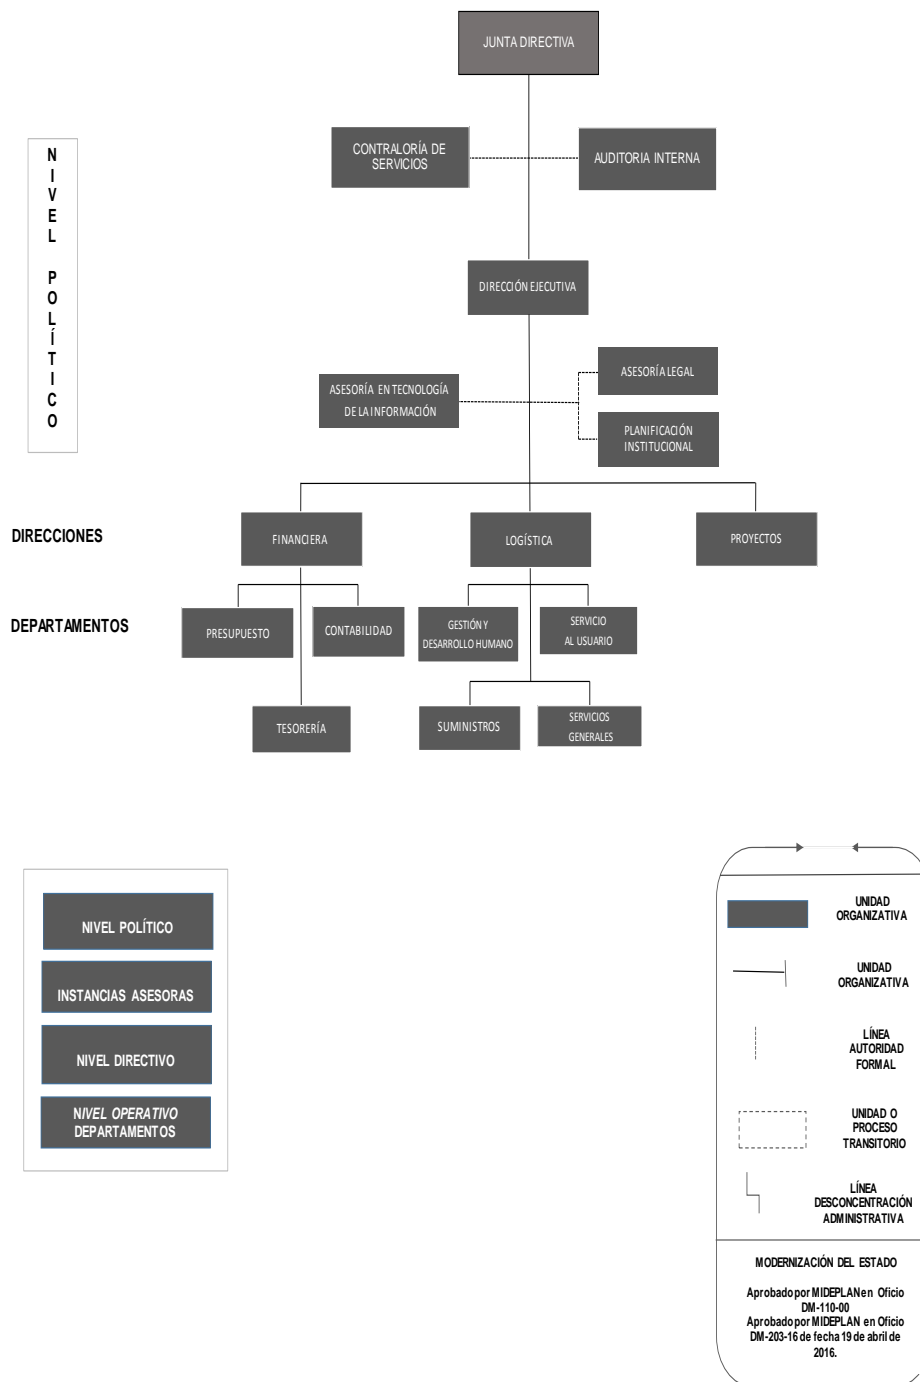 JUNTA DIRECTIVA
CONTRALORÍA DE
SERVICIOS
AUDITORIA INTERNA
NIVEL POLÍTICO
DIRECCIÓN EJECUTIVA
ASESORÍA EN TECNOLOGÍA
DE LA INFORMACIÓN
ASESORÍA LEGAL
PLANIFICACIÓN
INSTITUCIONAL
DIRECCIONES
FINANCIERA
LOGÍSTICA
PROYECTOS
DEPARTAMENTOS
PRESUPUESTO
CONTABILIDAD
GESTIÓN Y
DESARROLLO HUMANO
SERVICIO
AL USUARIO
TESORERÍA
SUMINISTROS
SERVICIOS
GENERALES
NIVEL POLÍTICO
INSTANCIAS ASESORAS
NIVEL DIRECTIVO
NIVEL OPERATIVO
DEPARTAMENTOS
UNIDAD
ORGANIZATIVA
UNIDAD
ORGANIZATIVA
LÍNEA
AUTORIDAD
FORMAL
UNIDAD O
PROCESO
TRANSITORIO
LÍNEA
DESCONCENTRACIÓN
ADMINISTRATIVA
MODERNIZACIÓN DEL ESTADO
Aprobado por MIDEPLAN en Oficio
DM-110-00
Aprobado por MIDEPLAN en Oficio
DM-203-16 de fecha 19 de abril de
2016.